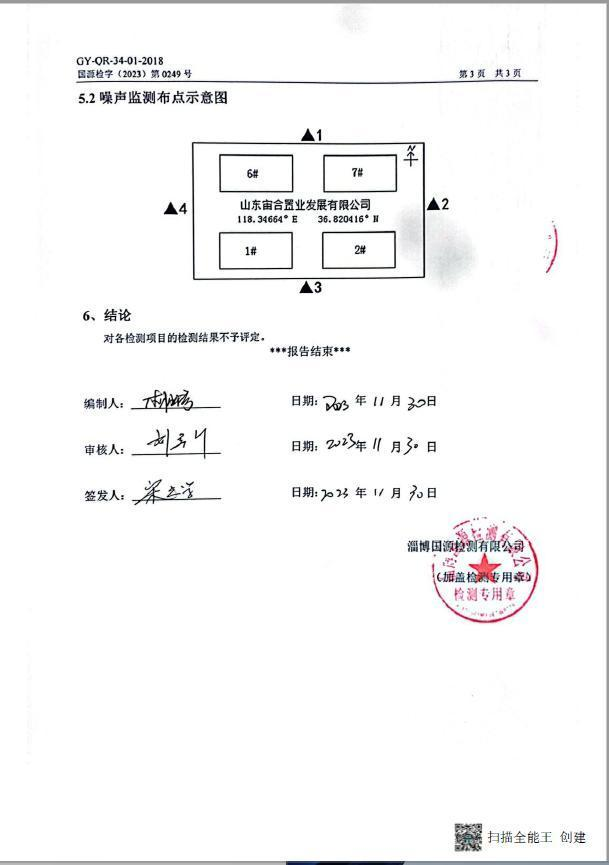 GY-QR-34-01-2018
国源检字（2023）第 0249 号 第 3 页 共 3 页
5.2 噪声监测布点示意图
▲1
N
6# 7#
▲4 ▲2
山东宙合置业发展有限公司
118.34664° E 36.820416° N
1# 2#
▲3
6、结论
对各检测项目的检测结果不予评定。
***报告结束***
编制人： 日期：2023 年 11 月 30 日
审核人： 日期：2023 年 11 月 30 日
签发人： 日期：2023 年 11 月 30 日
淄博国源检测有限公司
（加盖检测专用章）
检测专用章
扫描全能王 创建